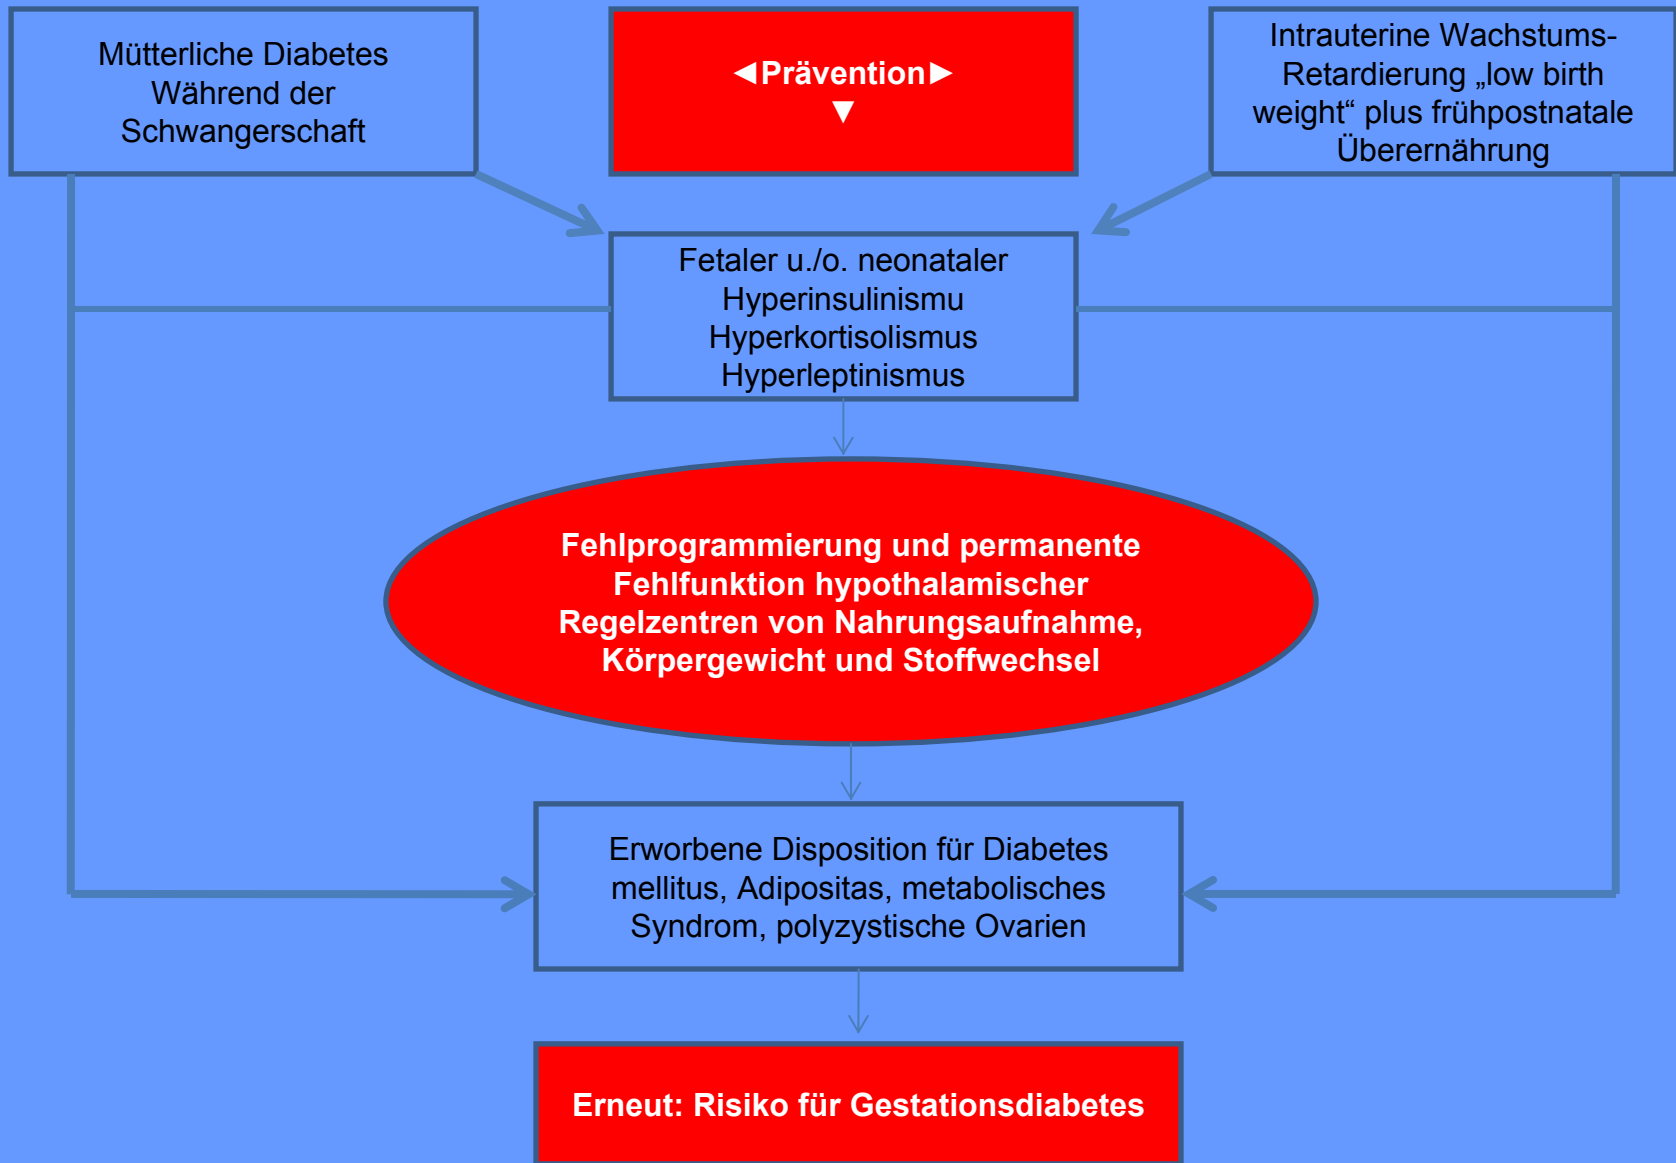 Mütterliche Diabetes
Während der
Schwangerschaft
◄Prävention►
▼
Intrauterine Wachstums-
Retardierung „low birth
weight“ plus frühpostnatale
Überernährung
Fetaler u./o. neonataler
Hyperinsulinismu
Hyperkortisolismus
Hyperleptinismus
Fehlprogrammierung und permanente
Fehlfunktion hypothalamischer
Regelzentren von Nahrungsaufnahme,
Körpergewicht und Stoffwechsel
Erworbene Disposition für Diabetes
mellitus, Adipositas, metabolisches
Syndrom, polyzystische Ovarien
Erneut: Risiko für Gestationsdiabetes